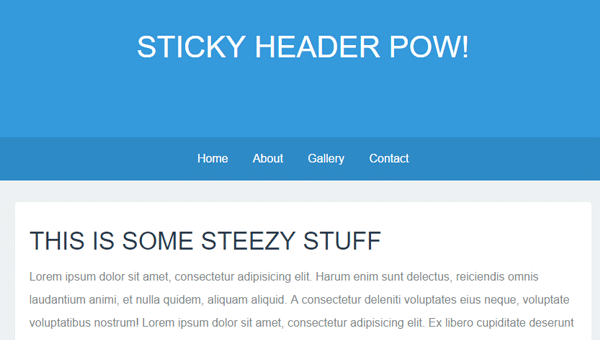 STICKY HEADER POW!
Home About Gallery Contact
THIS IS SOME STEEZY STUFF
Lorem ipsum dolor sit amet, consectetur adipisicing elit. Harum enim sunt delectus, reiciendis omnis
laudantium animi, et nulla quidem, aliquam aliquid. A consectetur deleniti voluptates eius neque, voluptate
voluptatibus nostrum! Lorem ipsum dolor sit amet, consectetur adipisicing elit. Ex libero cupiditate deserunt